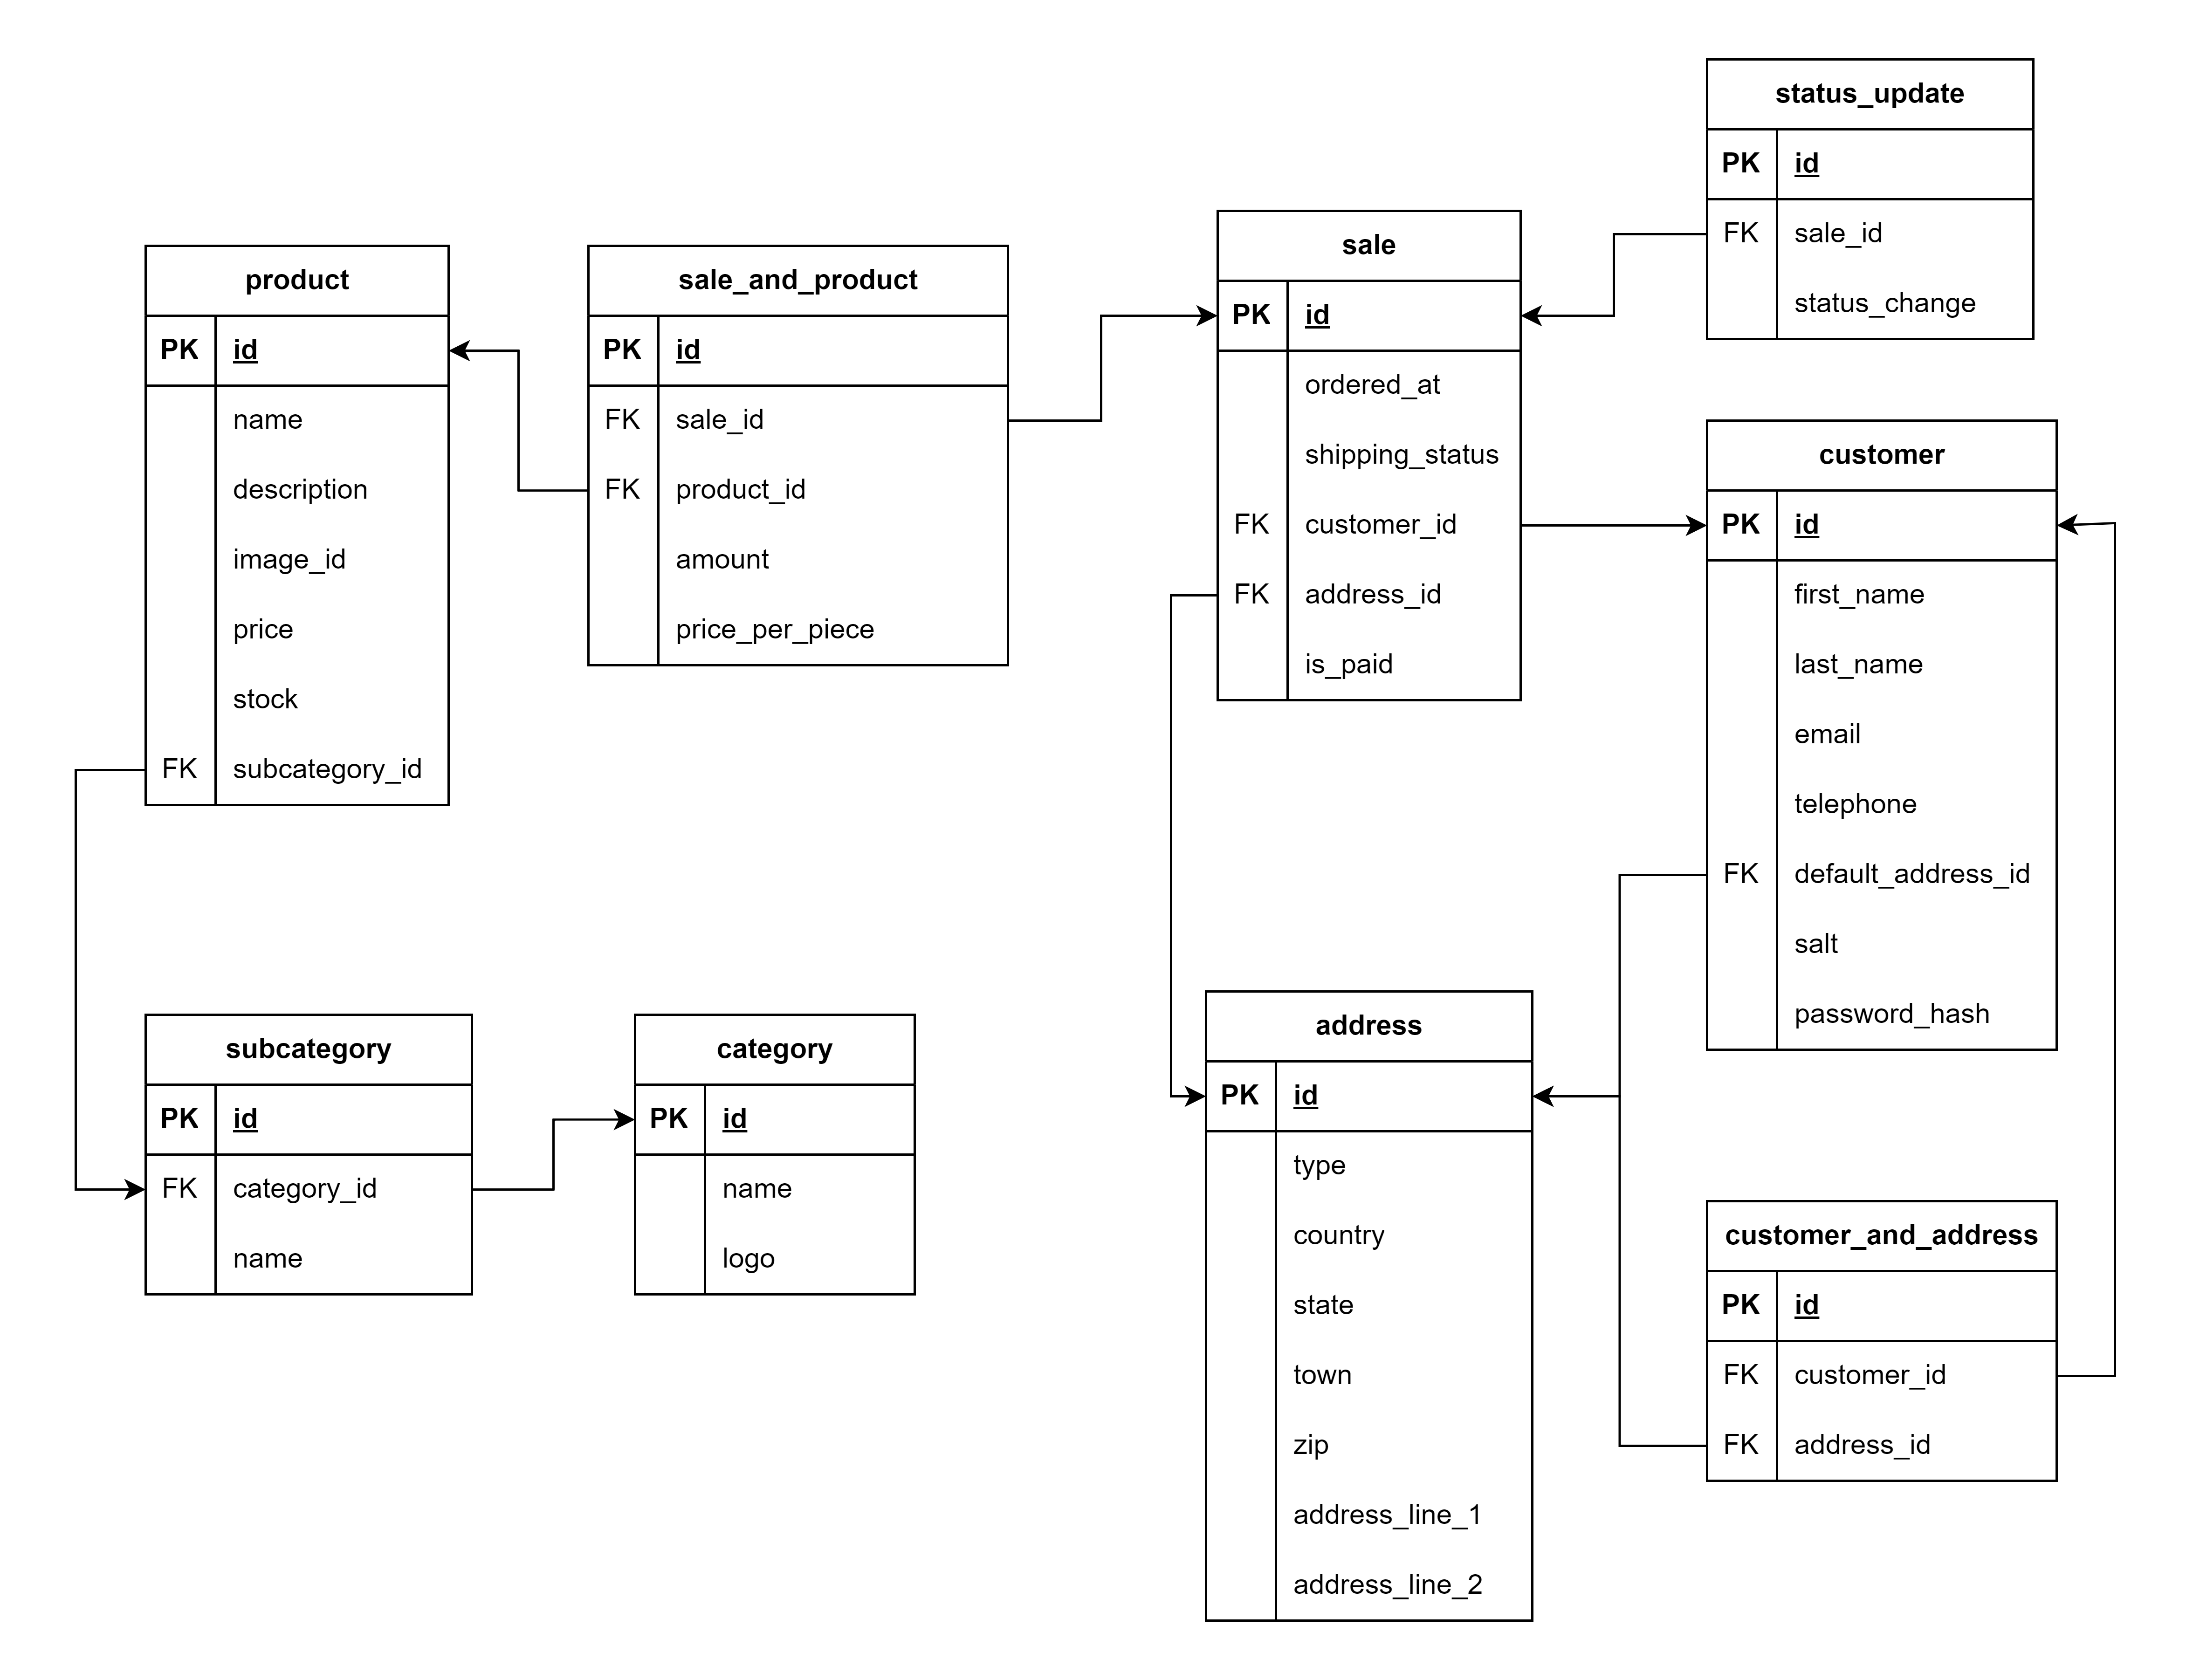 status_update
PK id
FK sale_id
status_change
sale
PK id
ordered_at
shipping_status
FK customer_id
FK address_id
is_paid
product
PK id
name
description
image_id
price
stock
FK subcategory_id
sale_and_product
PK id
FK sale_id
FK product_id
amount
price_per_piece
customer
PK id
first_name
last_name
email
telephone
FK default_address_id
salt
password_hash
subcategory
PK id
FK category_id
name
category
PK id
name
logo
address
PK id
type
country
state
town
zip
address_line_1
address_line_2
customer_and_address
PK id
FK customer_id
FK address_id